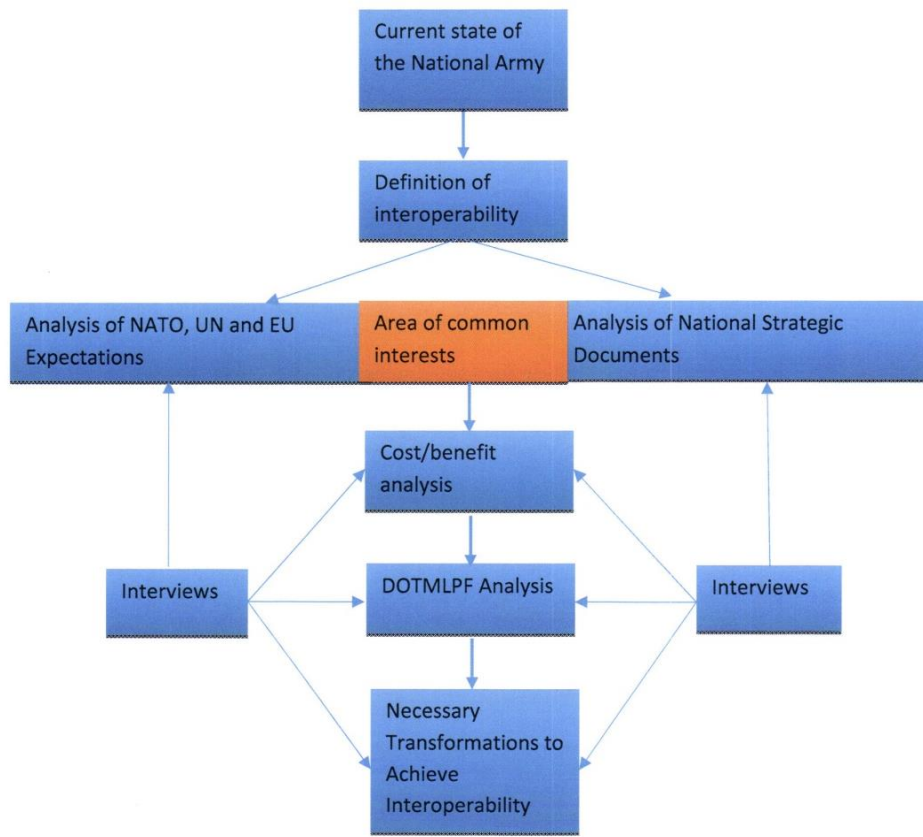 Current state of
the National Army
Definition of
interoperability
Analysis of NATO, UN and EU
Expectations
Area of common
interests
Analysis of National Strategic
Documents
Cost/benefit
analysis
Interviews
DOTMLPF Analysis
Interviews
Necessary
Transformations to
Achieve
Interoperability